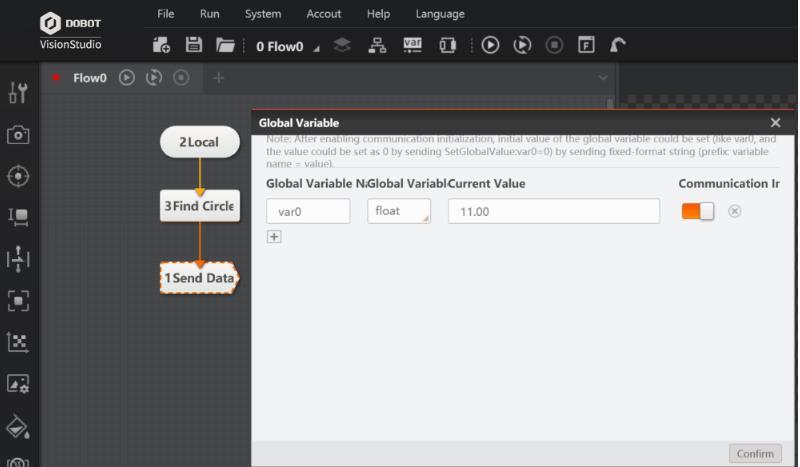 File Run System Accout Help Language
DOBOT
VisionStudio
0 Flow0
var
F
Flow0
Global Variable
Note: After enabling communication initialization, initial value of the global variable could be set (like var0, and
the value could be set as 0 by sending SetGlobalValue:var0=0) by sending fixed-format string (prefix: variable
name = value).
Global Variable Na Global Variabl Current Value Communication Ir
var0 float 11.00
2 Local
3 Find Circle
1 Send Data
Confirm